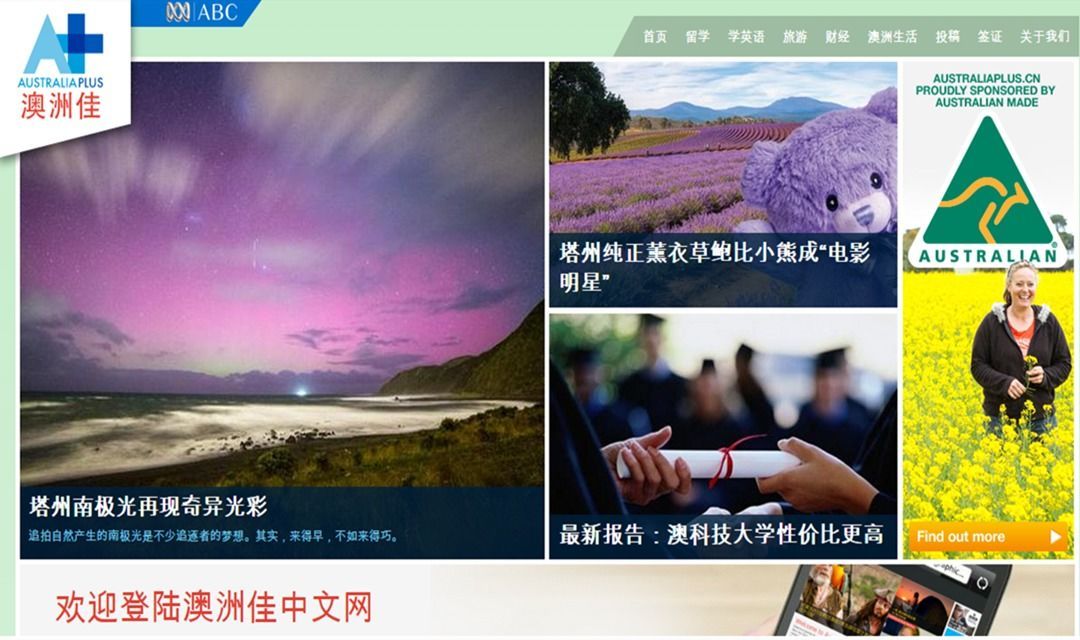 ABC
A+
AUSTRALIA PLUS
澳洲佳
首页 留学 学英语 旅游 财经 澳洲生活 投稿 签证 关于我们
塔州南极光再现奇异光彩
追拍自然产生的南极光是不少追逐者的梦想。其实，来得早，不如来得巧。
塔州纯正薰衣草鲍比小熊成“电影
明星”
最新报告：澳科技大学性价比更高
AUSTRALIAPLUS.CN
PROUDLY SPONSORED BY
AUSTRALIAN MADE
AUSTRALIAN
Find out more
欢迎登陆澳洲佳中文网